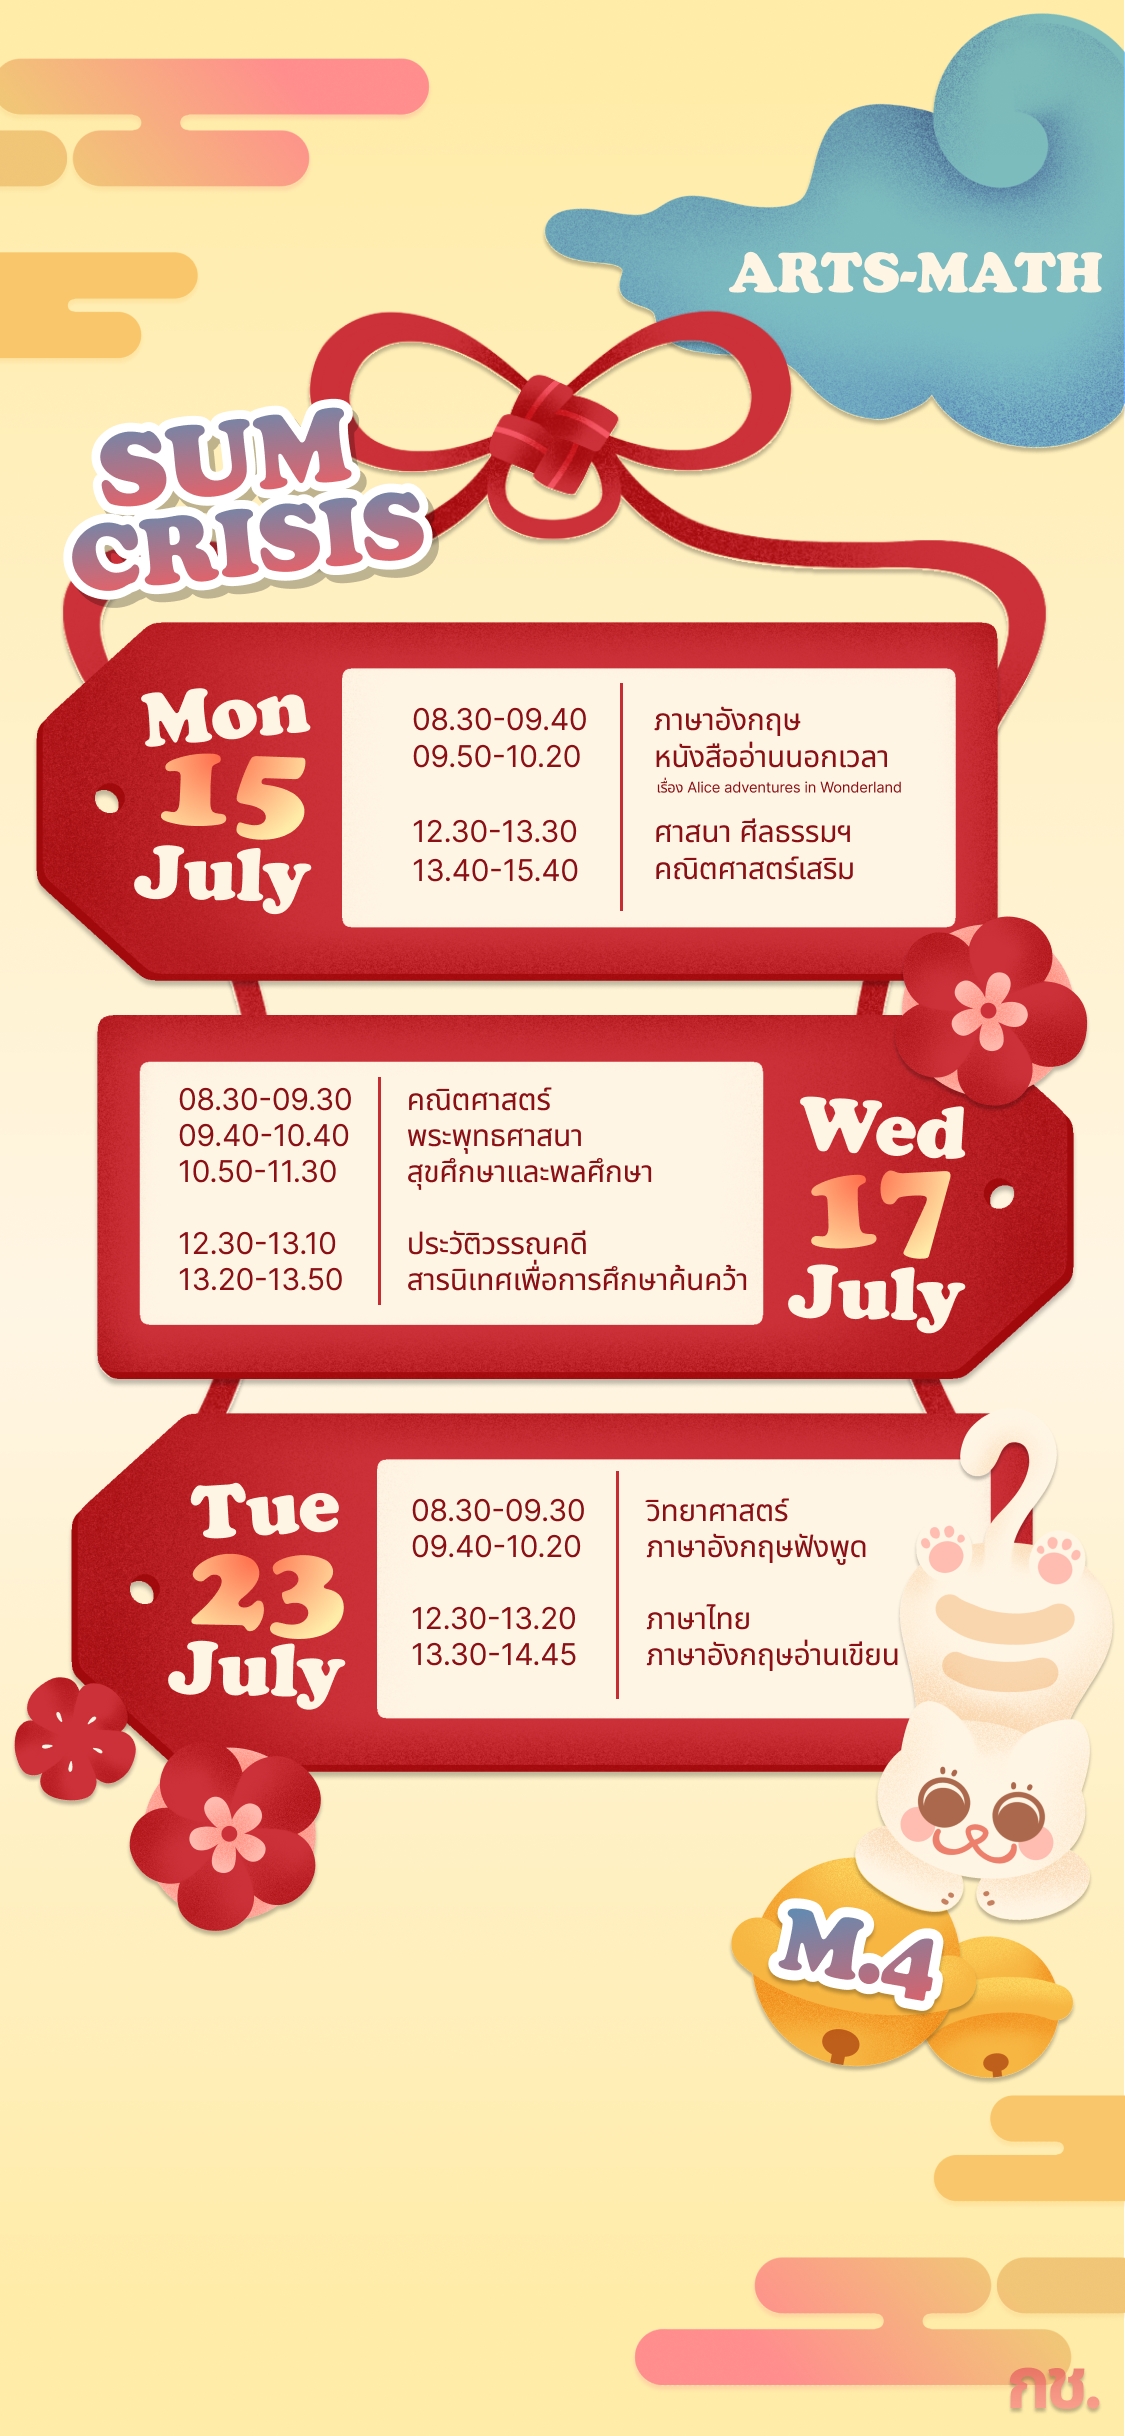 ARTS-MATH
SUM
CRISIS
Mon
15
July
08.30-09.40 ภาษาอังกฤษ
09.50-10.20 หนังสืออ่านนอกเวลา
เรื่อง Alice adventures in Wonderland
12.30-13.30 ศาสนา ศีลธรรมฯ
13.40-15.40 คณิตศาสตร์เสริม
08.30-09.30 คณิตศาสตร์
09.40-10.40 พระพุทธศาสนา
10.50-11.30 สุขศึกษาและพลศึกษา
12.30-13.10 ประวัติวรรณคดี
13.20-13.50 สารนิเทศเพื่อการศึกษาค้นคว้า
Wed
17
July
Tue
23
July
08.30-09.30 วิทยาศาสตร์
09.40-10.20 ภาษาอังกฤษฟังพูด
12.30-13.20 ภาษาไทย
13.30-14.45 ภาษาอังกฤษอ่านเขียน
M.4
กช.